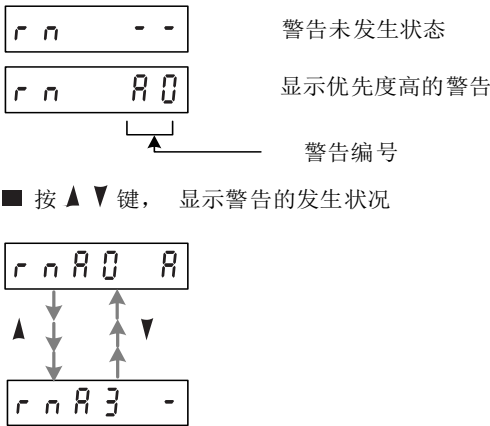 r n - - 警告未发生状态
r n A 0 显示优先度高的警告
警告编号
■ 按 ▲ ▼ 键， 显示警告的发生状况
r n A 0 A
▲ ▼
r n A 3 -